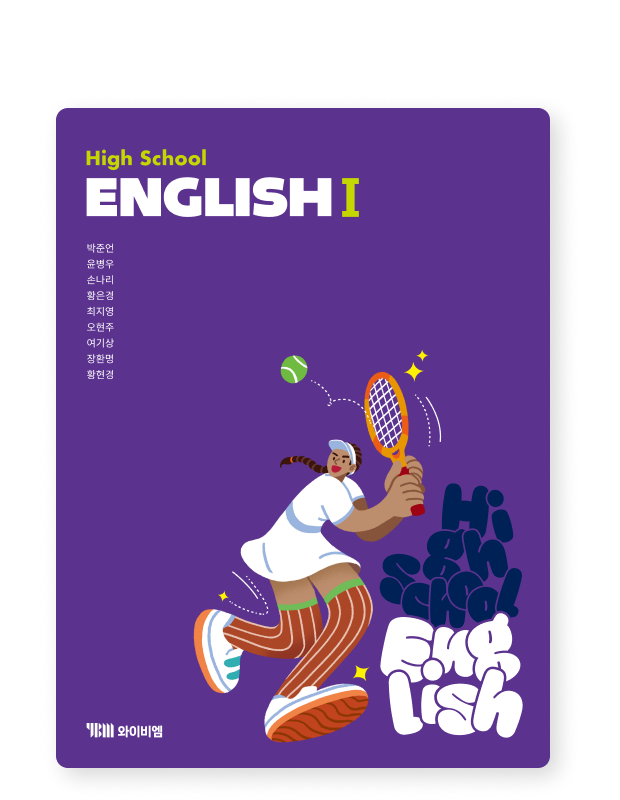 High School
ENGLISH I
박준언
윤병우
손나리
황은경
최지영
오현주
여기상
장환명
황현경
Hi
gh
School
Eng
lish
YBM 와이비엠